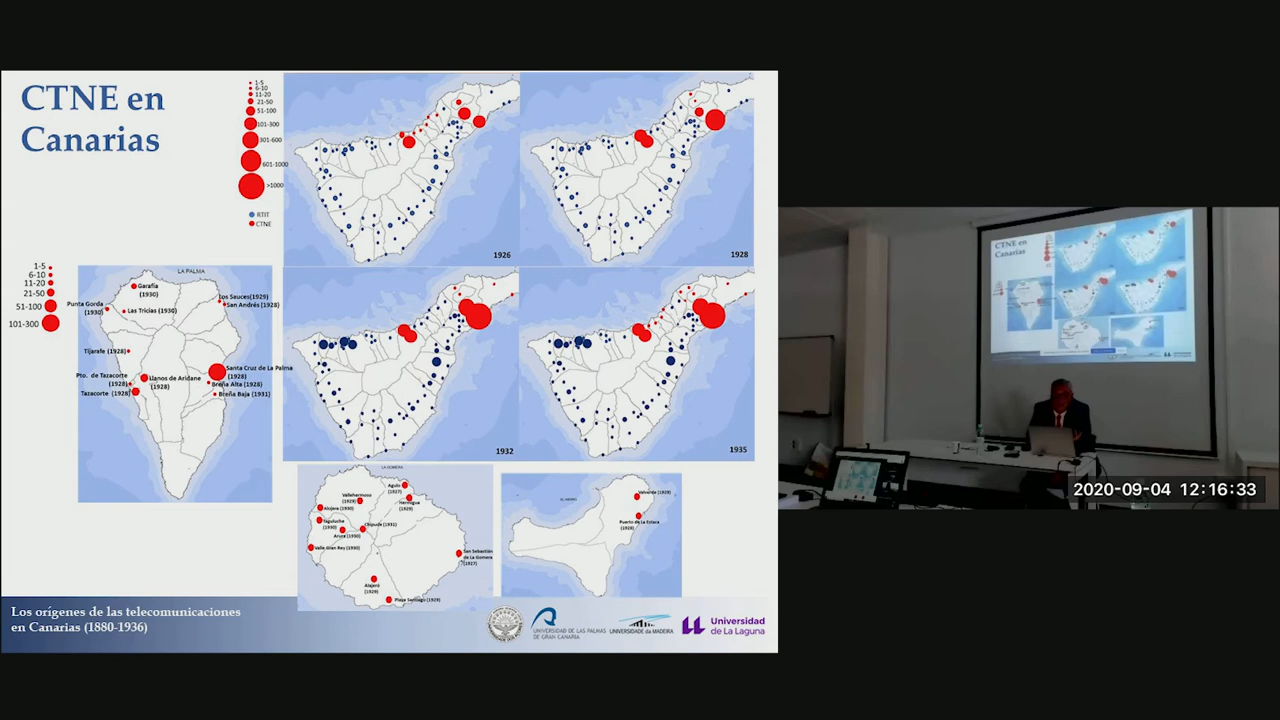 CTNE en
Canarias
1-5
6-10
11-20
21-50
51-100
101-300
301-600
601-1000
>1000
RTIT
CTNE
1926
1928
1932
1935
1-5
6-10
11-20
21-50
51-100
101-300
LA PALMA
Garafía
(1930)
Los Sauces(1929)
San Andrés (1928)
Punta Gorda
(1930)
Las Tricias (1930)
Tijarafe (1928)
Santa Cruz de La Palma
(1928)
Pto. de Tazacorte
(1928)
Llanos de Aridane
(1928)
Breña Alta (1928)
Tazacorte (1928)
Breña Baja (1931)
LA GOMERA
Agulo
(1927)
Vallehermoso
(1929)
Hermigua
(1929)
Alojera (1930)
Taguluche
(1930)
Chipude (1931)
Arure (1930)
Valle Gran Rey (1930)
San Sebastián
de La Gomera
(1927)
Alajeró
(1929)
Playa Santiago (1929)
EL HIERRO
Valverde (1928)
Puerto de La Estaca
(1928)
Los orígenes de las telecomunicaciones
en Canarias (1880-1936)
UNIVERSIDAD DE LAS PALMAS
DE GRAN CANARIA
UNIVERSIDADE da MADEIRA
Universidad
de La Laguna
CTNE en
Canarias
2020-09-04 12:16:33